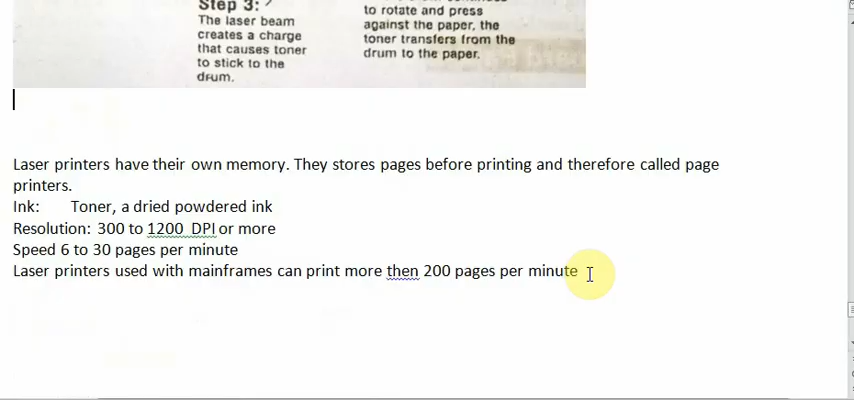 Step 3:
The laser beam
creates a charge
that causes toner
to stick to the
drum.
to rotate and press
against the paper, the
toner transfers from the
drum to the paper.
Laser printers have their own memory. They stores pages before printing and therefore called page
printers.
Ink: Toner, a dried powdered ink
Resolution: 300 to 1200 DPI or more
Speed 6 to 30 pages per minute
Laser printers used with mainframes can print more then 200 pages per minute